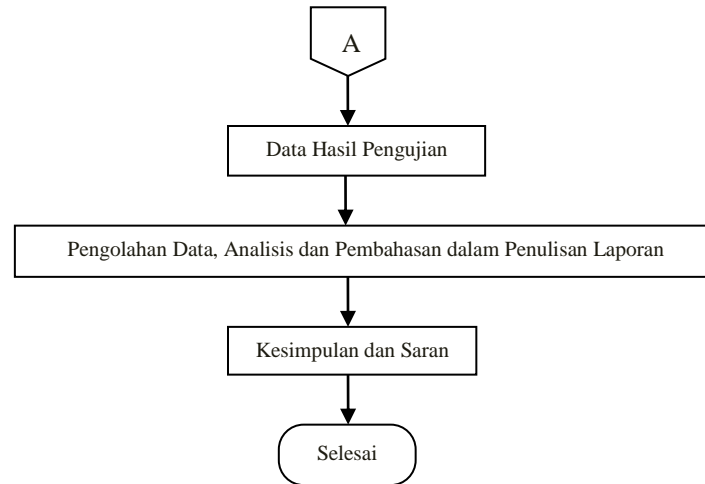 A
Data Hasil Pengujian
Pengolahan Data, Analisis dan Pembahasan dalam Penulisan Laporan
Kesimpulan dan Saran
Selesai